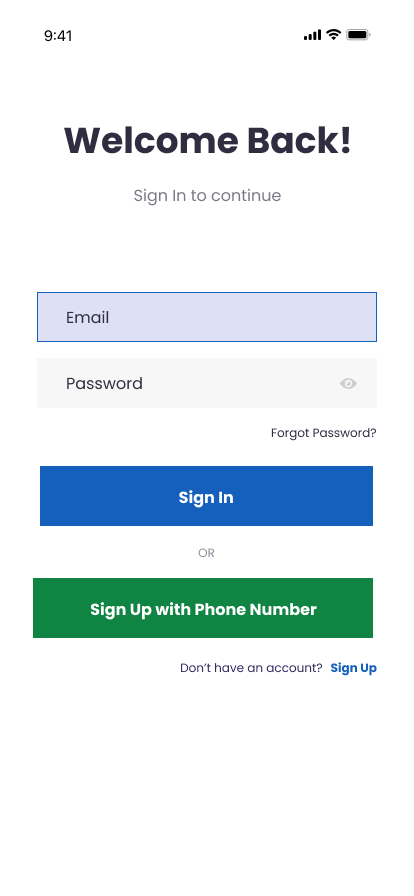 9:41
Welcome Back!
Sign In to continue
Email
Password
Forgot Password?
Sign In
OR
Sign Up with Phone Number
Don’t have an account? Sign Up